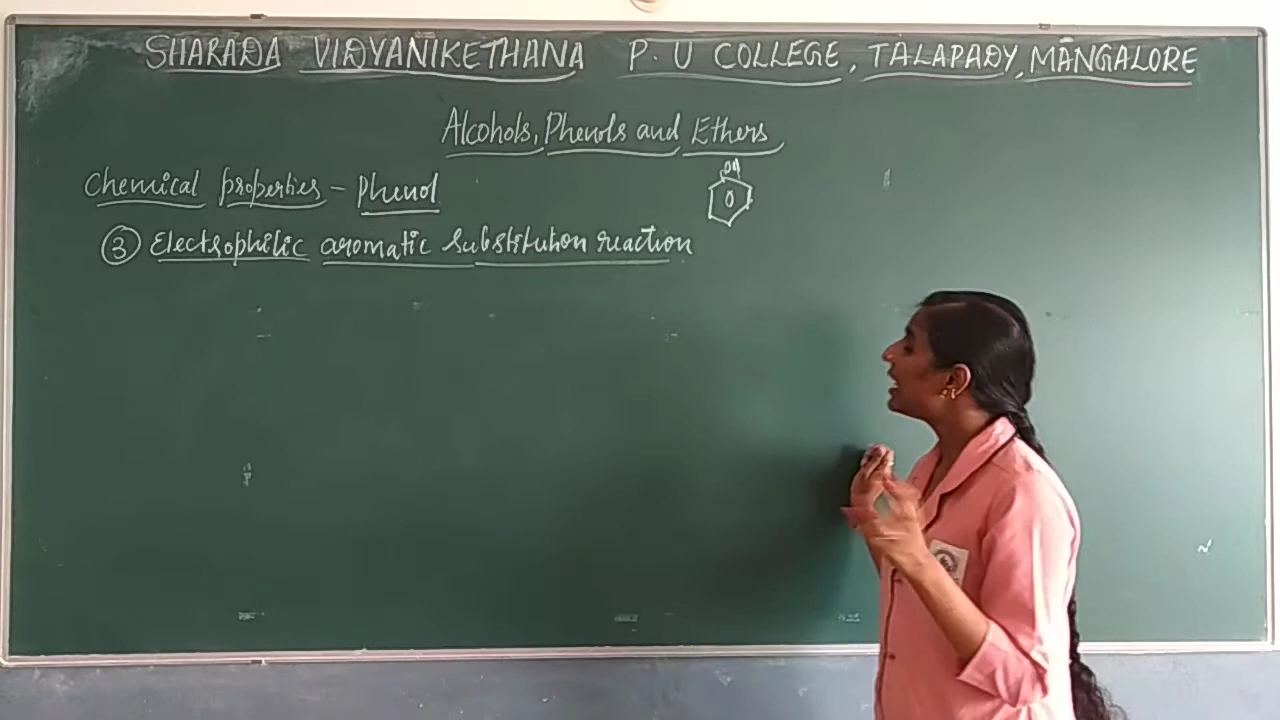 SHARADA VIDYANIKETHANA P.U COLLEGE, TALAPADY, MANGALORE
Alcohols, Phenols and Ethers
Chemical properties - Phenol
OH
③ Electrophilic aromatic substitution reaction